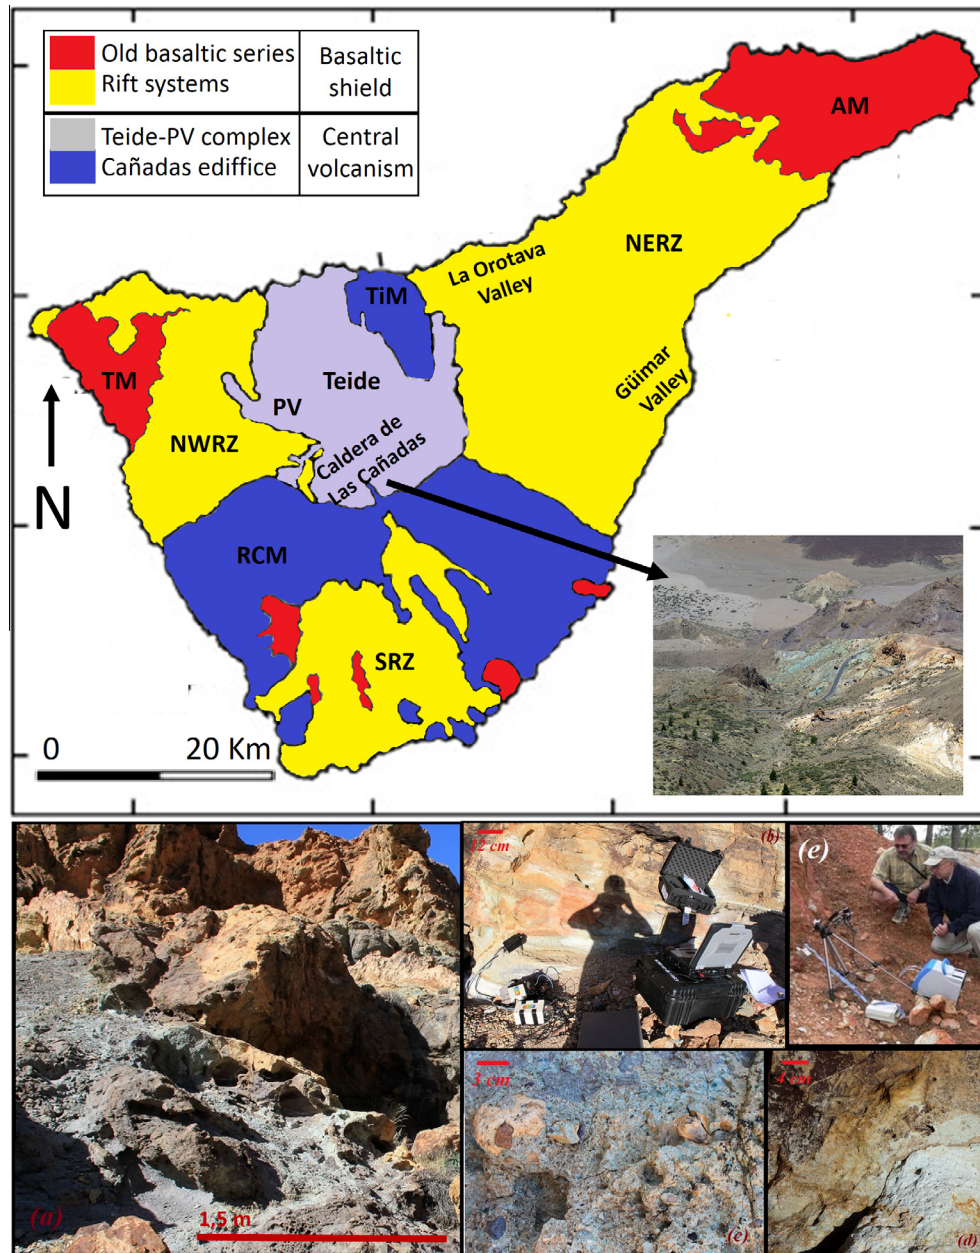 Old basaltic series
Rift systems
Basaltic
shield
Teide-PV complex
Cañadas ediffice
Central
volcanism
AM
NERZ
La Orotava
Valley
TiM
Güimar
Valley
TM
Teide
PV
NWRZ
Caldera de
Las Cañadas
N
RCM
SRZ
0 20 Km
(a)
1,5 m
12 cm
(b)
(e)
3 cm
(c)
4 cm
(d)